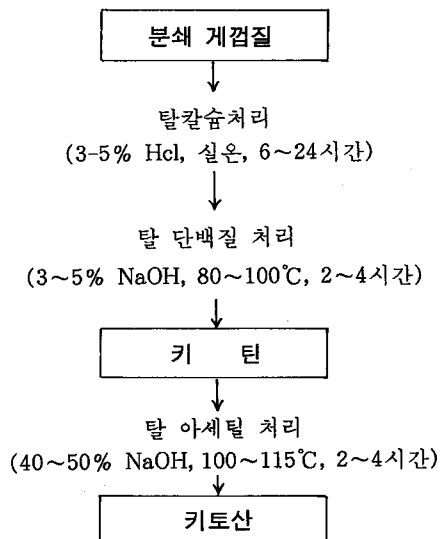 분쇄 게껍질
탈칼슘처리
(3-5% Hcl, 실온, 6~24시간)
탈 단백질 처리
(3~5% NaOH, 80~100℃, 2~4시간)
키 틴
탈 아세틸 처리
(40~50% NaOH, 100~115℃, 2~4시간)
키토산